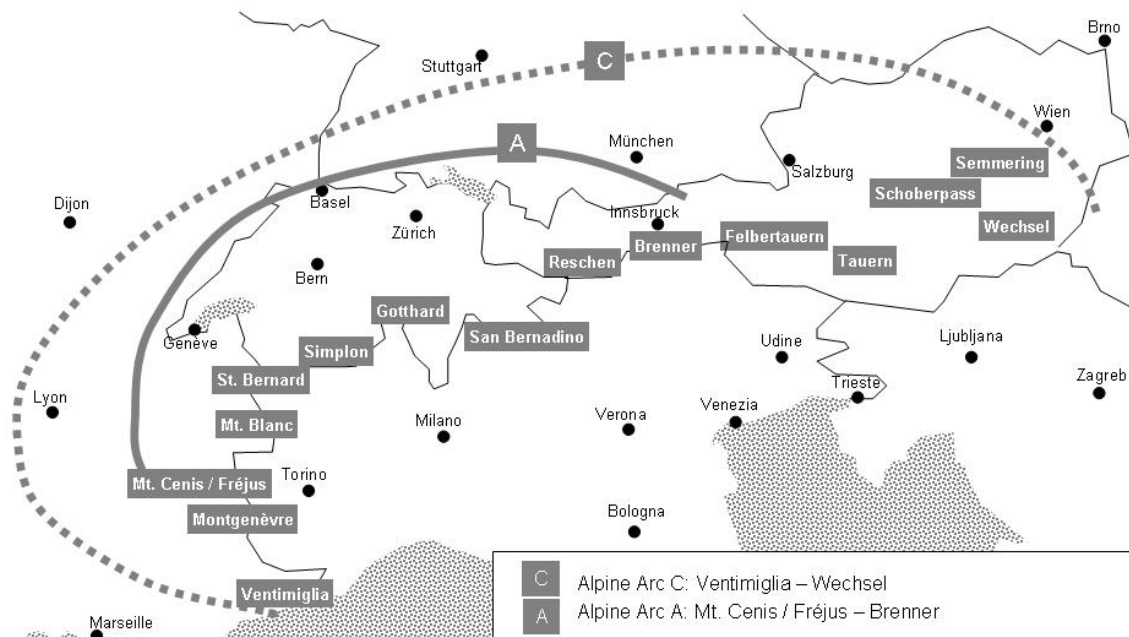 Brno
C
Stuttgart
Wien
A
München
Semmering
Salzburg
Schoberpass
Basel
Dijon
Innsbruck
Zürich
Wechsel
Felbertauern
Brenner
Reschen
Tauern
Bern
Gotthard
Genève
San Bernadino
Simplon
Udine
Ljubljana
St. Bernard
Zagreb
Trieste
Lyon
Milano
Verona
Venezia
Mt. Blanc
Mt. Cenis / Fréjus
Torino
Montgenèvre
Bologna
Ventimiglia
Marseille
C Alpine Arc C: Ventimiglia – Wechsel
A Alpine Arc A: Mt. Cenis / Fréjus – Brenner